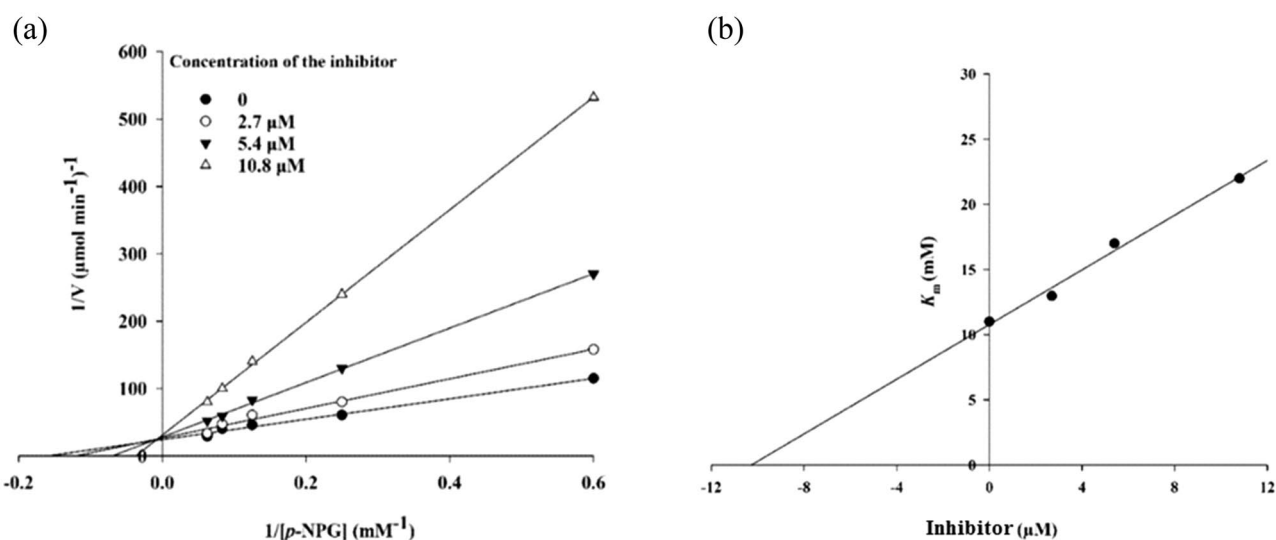 (a)
600
500
400
300
200
100
0
1/V (µmol min⁻¹)⁻¹
Concentration of the inhibitor
0
2.7 µM
5.4 µM
10.8 µM
-0.2 0.0 0.2 0.4 0.6
1/[p-NPG] (mM⁻¹)
(b)
30
25
20
15
10
5
0
Kₘ (mM)
-12 -8 -4 0 4 8 12
Inhibitor (µM)